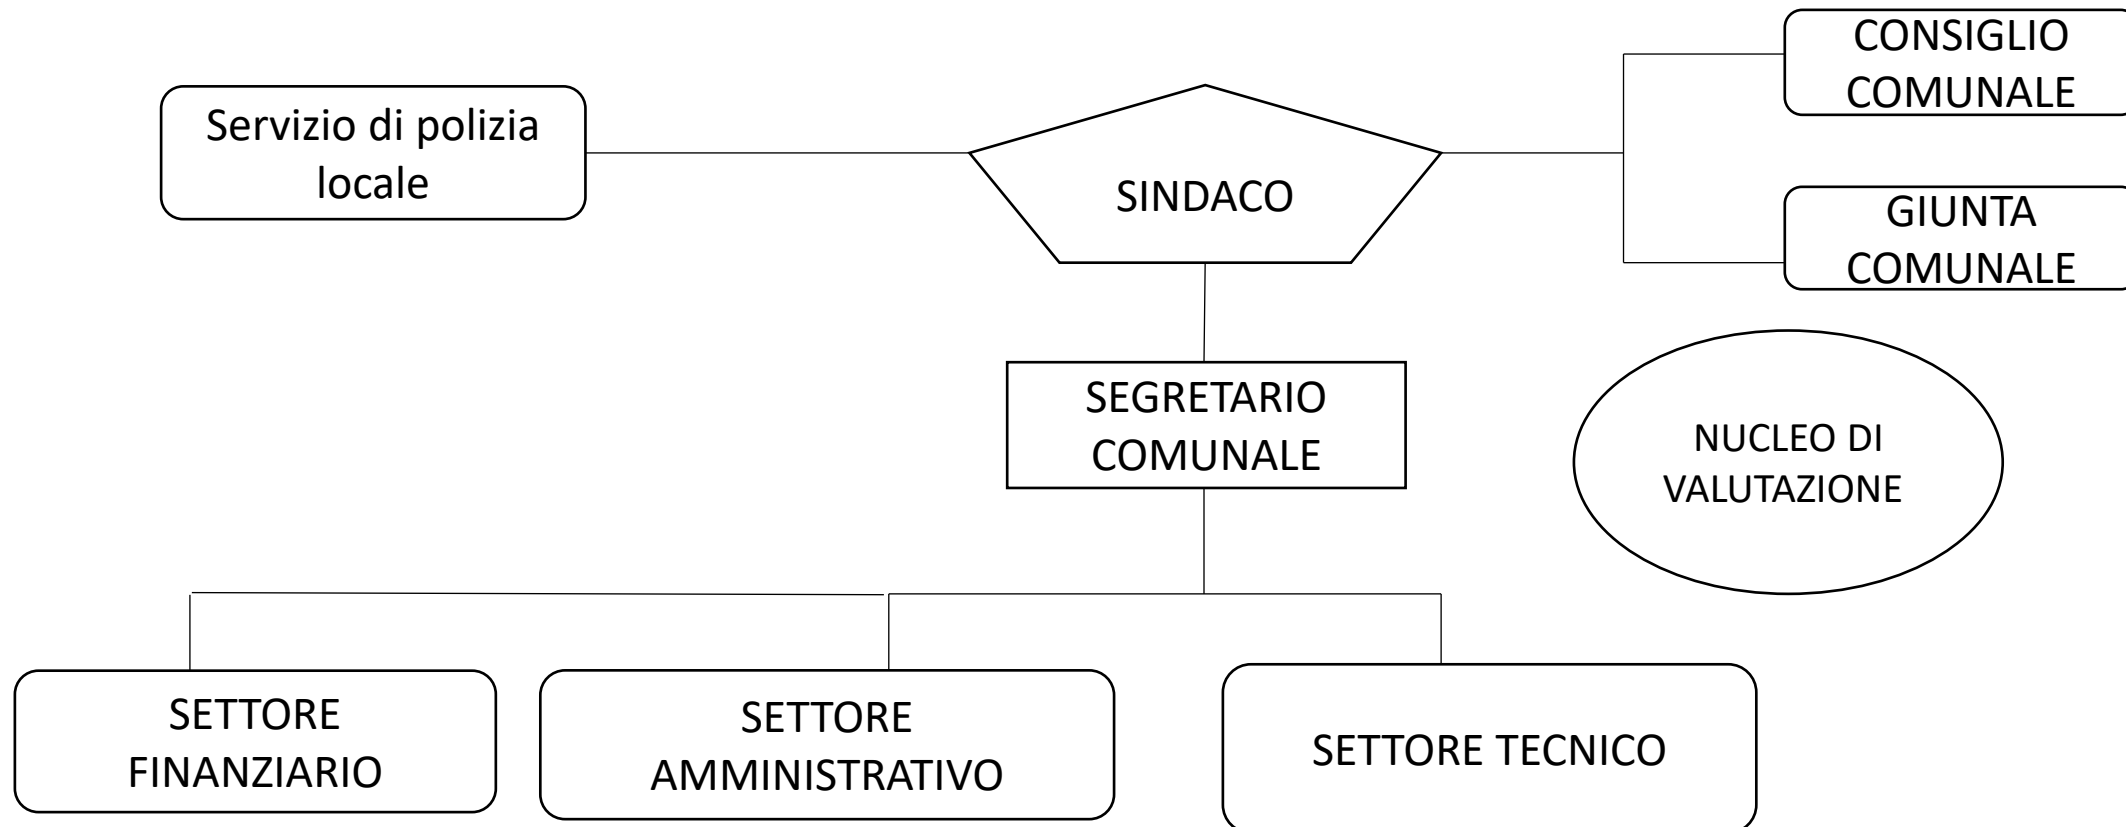 CONSIGLIO
COMUNALE
Servizio di polizia
locale
SINDACO
GIUNTA
COMUNALE
SEGRETARIO
COMUNALE
NUCLEO DI
VALUTAZIONE
SETTORE
FINANZIARIO
SETTORE
AMMINISTRATIVO
SETTORE TECNICO